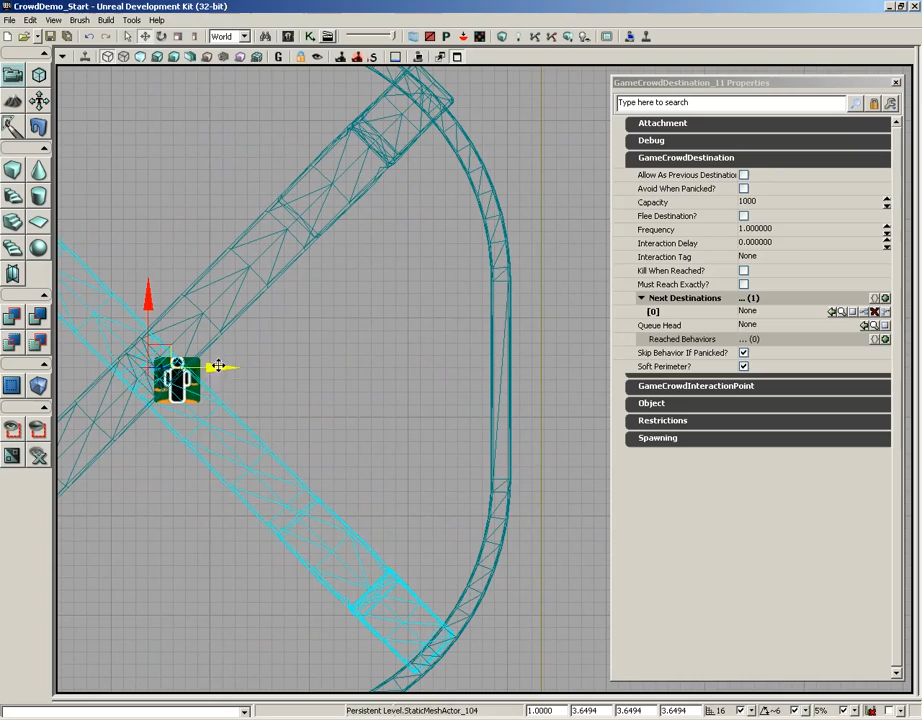 CrowdDemo_Start - Unreal Development Kit (32-bit)
File Edit View Brush Build Tools Help
World
G
GameCrowdDestination_11 Properties
Type here to search
Attachment
Debug
GameCrowdDestination
Allow As Previous Destination
Avoid When Panicked?
Capacity 1000
Flee Destination?
Frequency 1.000000
Interaction Delay 0.000000
Interaction Tag None
Kill When Reached?
Must Reach Exactly?
Next Destinations ... (1)
[0] None
Queue Head None
Reached Behaviors ... (0)
Skip Behavior If Panicked?
Soft Perimeter?
GameCrowdInteractionPoint
Object
Restrictions
Spawning
Persistent Level.StaticMeshActor_104 1.0000 3.6494 3.6494 3.6494 16 ~6 5%